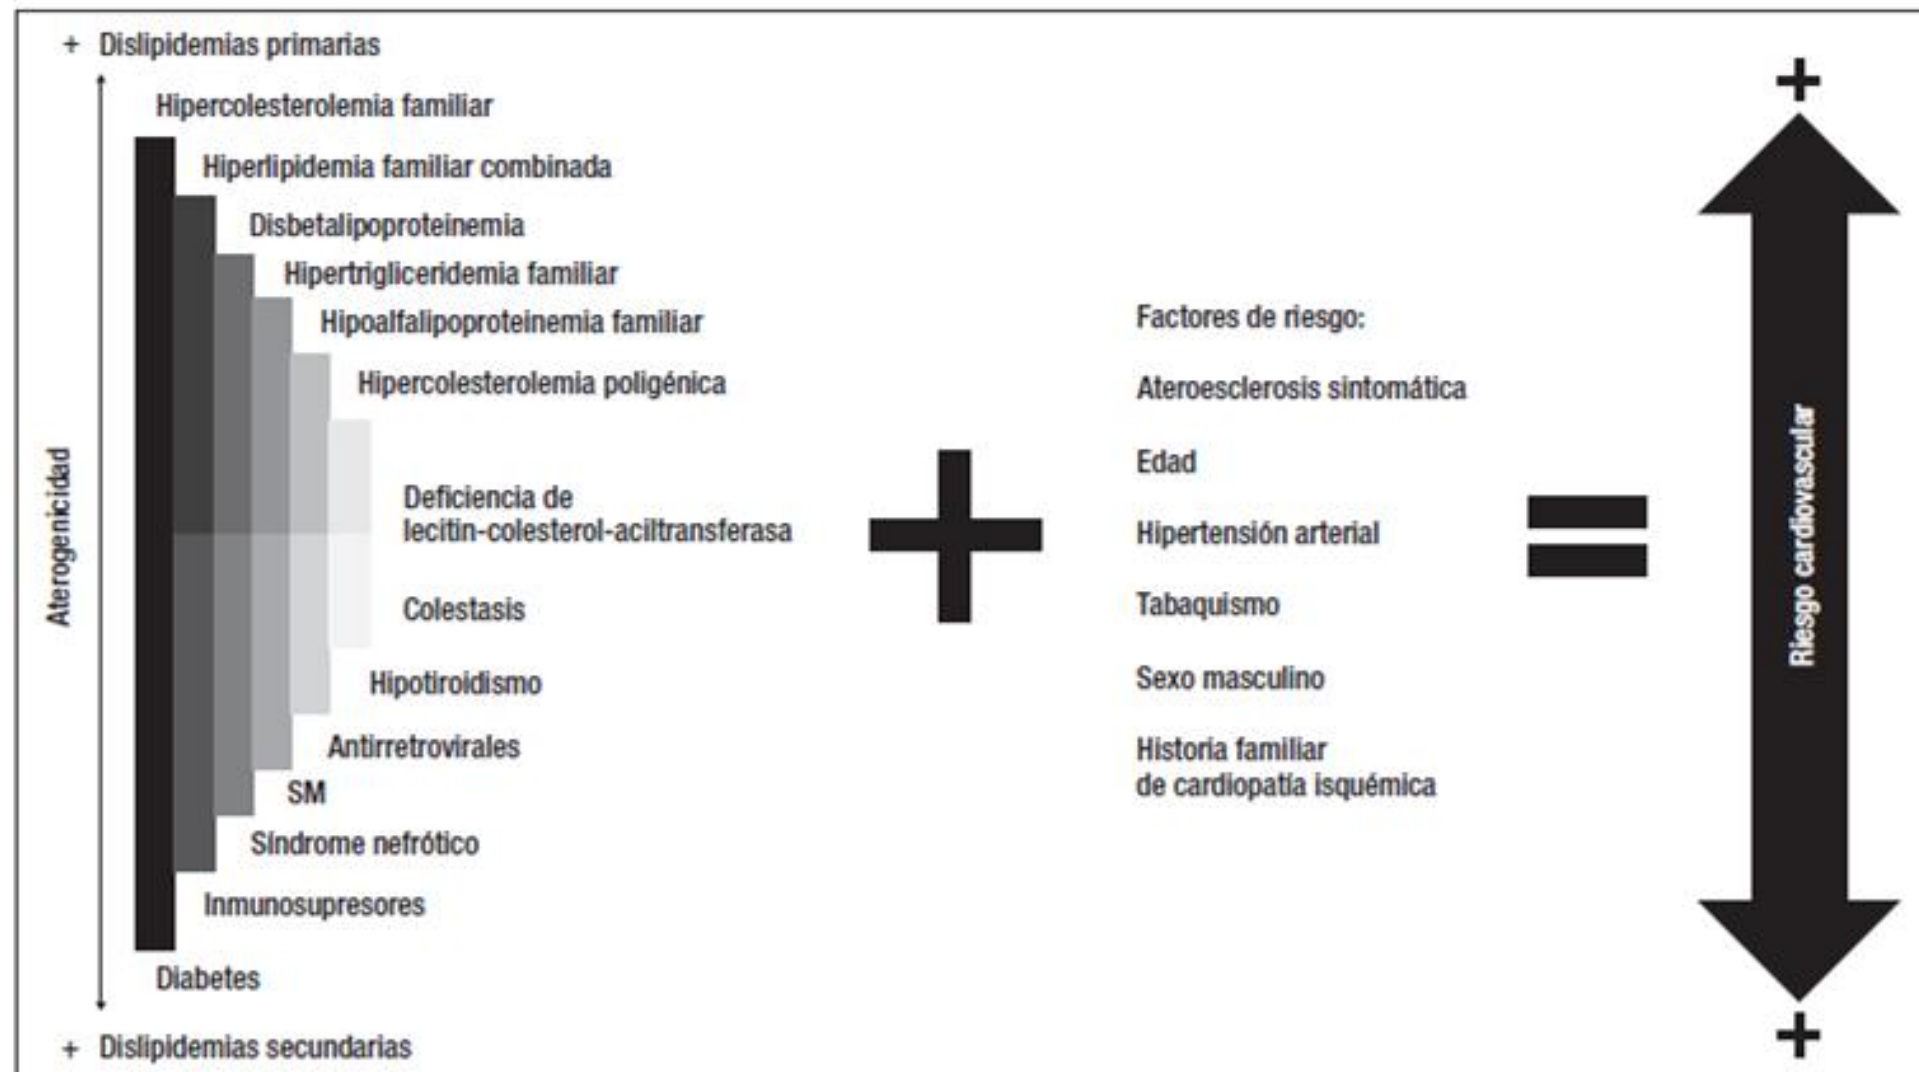 + Dislipidemias primarias
Hipercolesterolemia familiar
Hiperlipidemia familiar combinada
Disbetalipoproteinemia
Hipertrigliceridemia familiar
Hipoalfalipoproteinemia familiar
Hipercolesterolemia poligénica
Deficiencia de
lecitin-colesterol-aciltransferasa
Colestasis
Hipotiroidismo
Antirretrovirales
SM
Síndrome nefrótico
Inmunosupresores
Diabetes
+ Dislipidemias secundarias
Aterogenicidad
+
Factores de riesgo:
Ateroesclerosis sintomática
Edad
Hipertensión arterial
Tabaquismo
Sexo masculino
Historia familiar
de cardiopatía isquémica
=
+
Riesgo cardiovascular
+